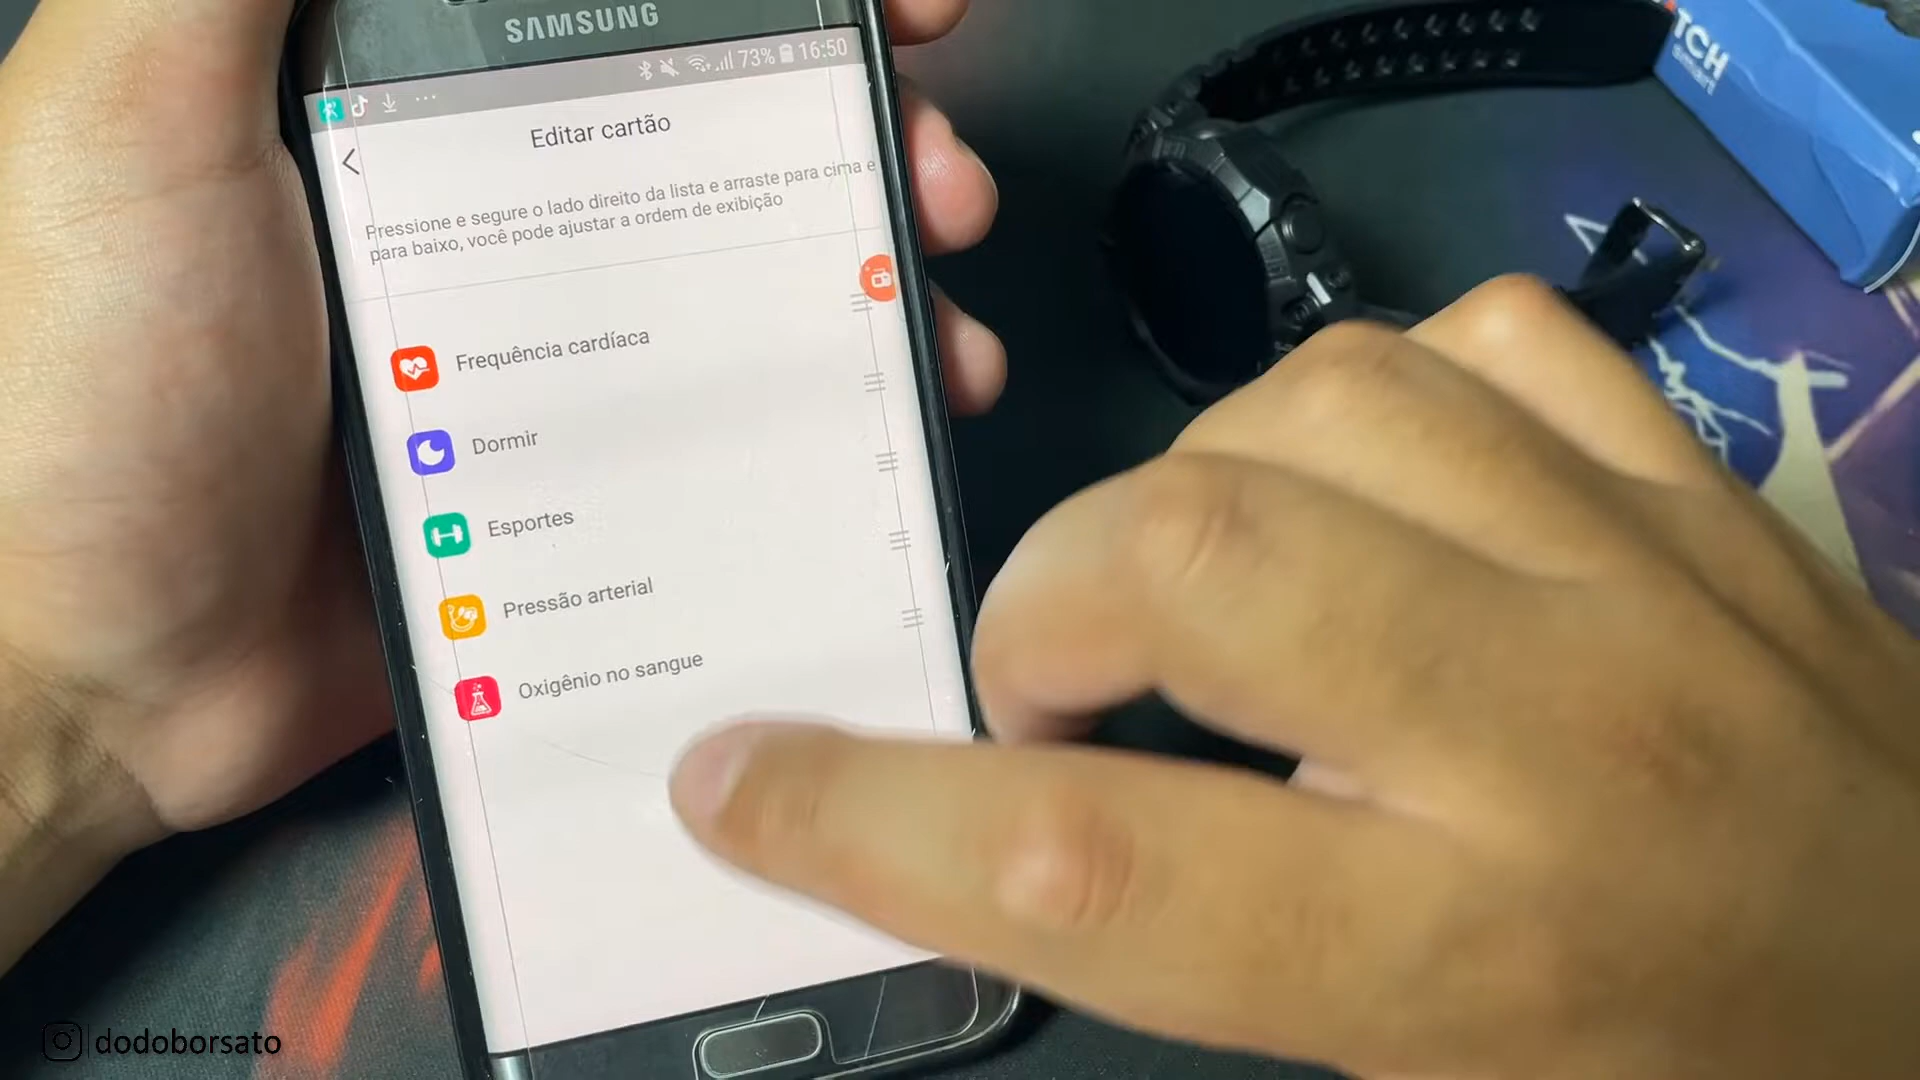 SAMSUNG
73% 16:50
Editar cartão
Pressione e segure o lado direito da lista e arraste para cima e
para baixo, você pode ajustar a ordem de exibição
Frequência cardíaca
Dormir
Esportes
Pressão arterial
Oxigênio no sangue
TCH
smart
dodoborsato